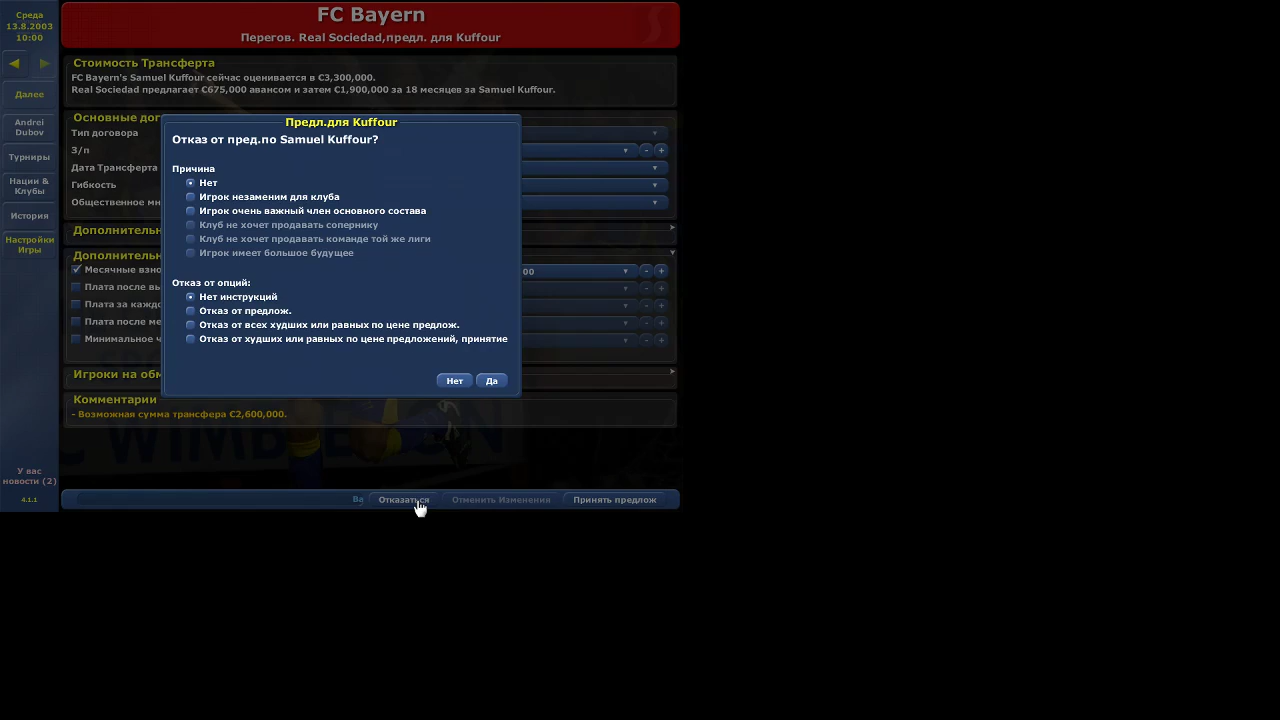 Среда
13.8.2003
10:00
Далее
Andrei
Dubov
Турниры
Нации &
Клубы
История
Настройки
Игры
У вас
новости (2)
4.1.1
FC Bayern
Перегов. Real Sociedad,предл. для Kuffour
Стоимость Трансферта
FC Bayern's Samuel Kuffour сейчас оценивается в €3,300,000.
Real Sociedad предлагает €675,000 авансом и затем €1,900,000 за 18 месяцев за Samuel Kuffour.
Основные дог
Тип договора
З/п
Дата Трансферта
Гибкость
Общественное мн
Дополнительн
Дополнительн
Месячные взно
00
Плата после вы
Плата за каждо
Плата после ме
Минимальное ч
Игроки на обм
Комментарии
- Возможная сумма трансфера €2,600,000.
Предл.для Kuffour
Отказ от пред.по Samuel Kuffour?
Причина
Нет
Игрок незаменим для клуба
Игрок очень важный член основного состава
Клуб не хочет продавать сопернику
Клуб не хочет продавать команде той же лиги
Игрок имеет большое будущее
Отказ от опций:
Нет инструкций
Отказ от предлож.
Отказ от всех худших или равных по цене предлож.
Отказ от худших или равных по цене предложений, принятие
Нет Да
Ва Отказаться Отменить Изменения Принять предлож